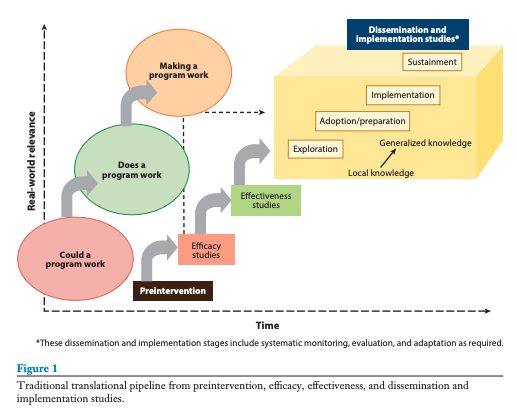 Dissemination and
implementation studies*
Sustainment
Making a
program work
Implementation
Adoption/preparation
Generalized knowledge
Exploration
Local knowledge
Does a
program work
Effectiveness
studies
Could a
program work
Efficacy
studies
Preintervention
Real-world relevance
Time
*These dissemination and implementation stages include systematic monitoring, evaluation, and adaptation as required.
Figure 1
Traditional translational pipeline from preintervention, efficacy, effectiveness, and dissemination and
implementation studies.